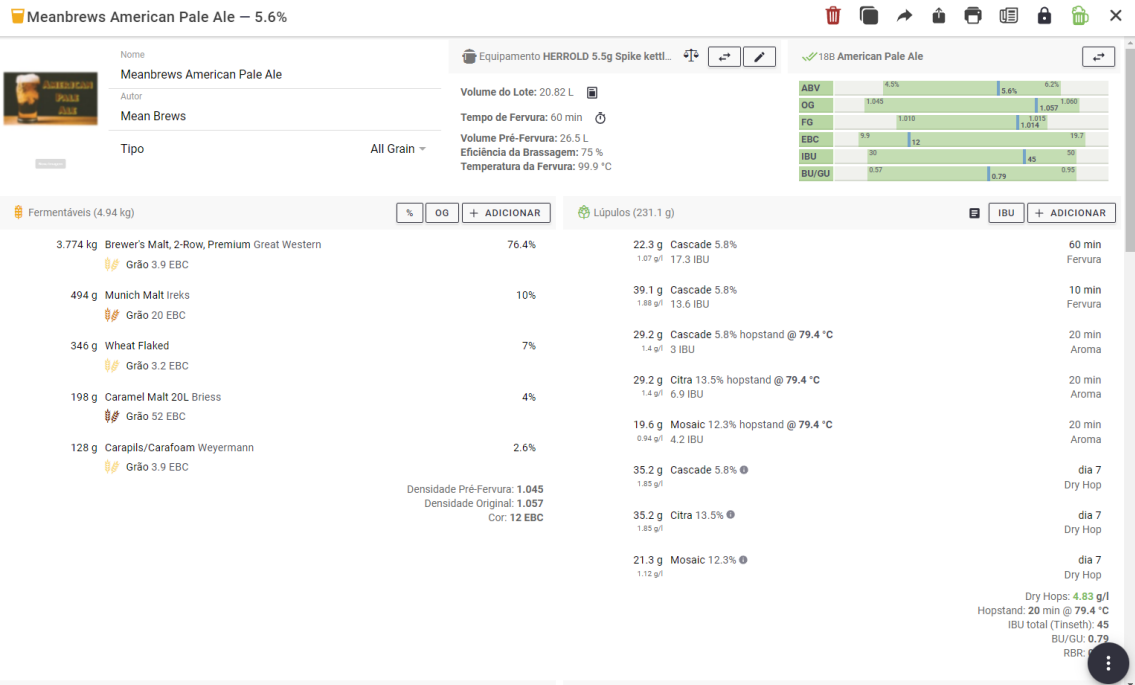 Meanbrews American Pale Ale — 5.6%
AMERICAN
PALE
ALE
Nome
Meanbrews American Pale Ale
Autor
Mean Brews
Tipo
All Grain
Equipamento HERROLD 5.5g Spike kettl...
Volume do Lote: 20.82 L
Tempo de Fervura: 60 min
Volume Pré-Fervura: 26.5 L
Eficiência da Brassagem: 75 %
Temperatura da Fervura: 99.9 °C
18B American Pale Ale
ABV 4.5% 5.6% 6.2%
OG 1.045 1.057 1.060
FG 1.010 1.014 1.015
EBC 9.9 12 19.7
IBU 30 45 50
BU/GU 0.57 0.79 0.95
Fermentáveis (4.94 kg)
% OG + ADICIONAR
3.774 kg Brewer's Malt, 2-Row, Premium Great Western 76.4%
Grão 3.9 EBC
494 g Munich Malt Ireks 10%
Grão 20 EBC
346 g Wheat Flaked 7%
Grão 3.2 EBC
198 g Caramel Malt 20L Briess 4%
Grão 52 EBC
128 g Carapils/Carafoam Weyermann 2.6%
Grão 3.9 EBC
Densidade Pré-Fervura: 1.045
Densidade Original: 1.057
Cor: 12 EBC
Lúpulos (231.1 g)
IBU + ADICIONAR
22.3 g Cascade 5.8% 60 min
1.07 g/l 17.3 IBU Fervura
39.1 g Cascade 5.8% 10 min
1.88 g/l 13.6 IBU Fervura
29.2 g Cascade 5.8% hopstand @ 79.4 °C 20 min
1.4 g/l 3 IBU Aroma
29.2 g Citra 13.5% hopstand @ 79.4 °C 20 min
1.4 g/l 6.9 IBU Aroma
19.6 g Mosaic 12.3% hopstand @ 79.4 °C 20 min
0.94 g/l 4.2 IBU Aroma
35.2 g Cascade 5.8% dia 7
1.85 g/l Dry Hop
35.2 g Citra 13.5% dia 7
1.85 g/l Dry Hop
21.3 g Mosaic 12.3% dia 7
1.12 g/l Dry Hop
Dry Hops: 4.83 g/l
Hopstand: 20 min @ 79.4 °C
IBU total (Tinseth): 45
BU/GU: 0.79
RBR: